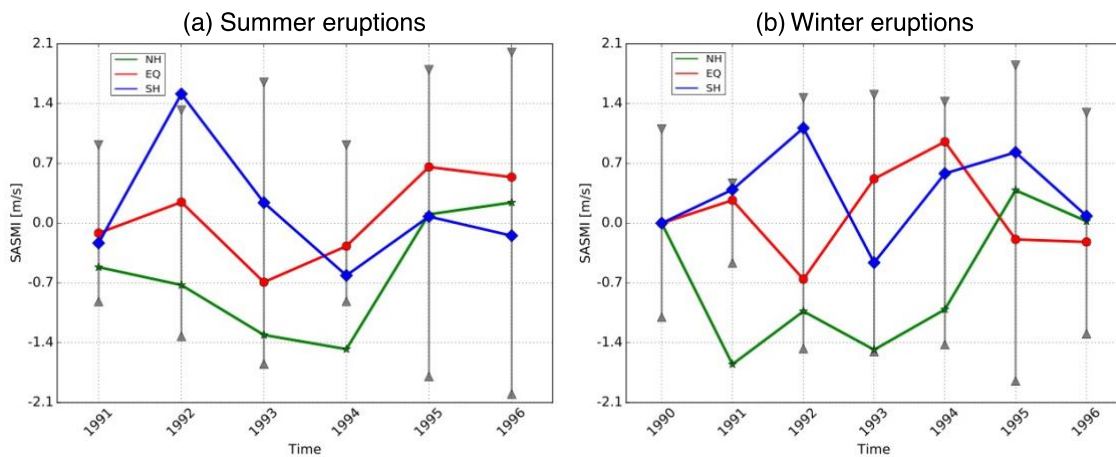 (a) Summer eruptions
2.1
1.4
0.7
0.0
-0.7
-1.4
-2.1
SASMI [m/s]
NH
EQ
SH
1991
1992
1993
1994
1995
1996
Time
(b) Winter eruptions
2.1
1.4
0.7
0.0
-0.7
-1.4
-2.1
SASMI [m/s]
NH
EQ
SH
1990
1991
1992
1993
1994
1995
1996
Time